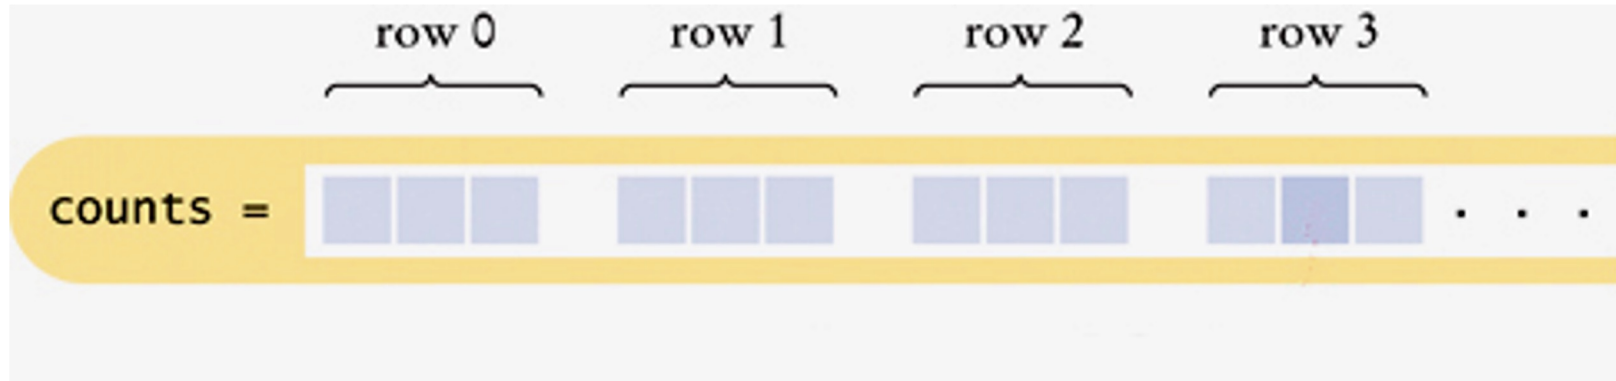 row 0 row 1 row 2 row 3
counts = . . .